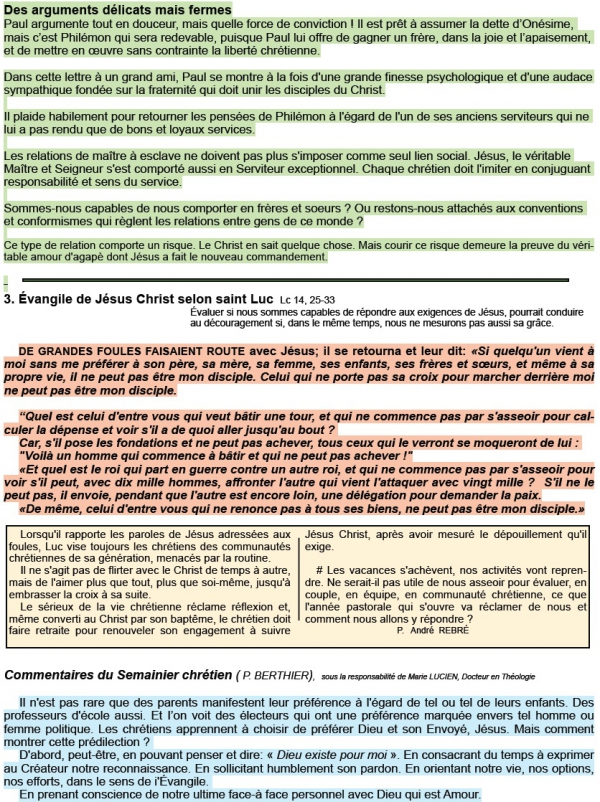 Des arguments délicats mais fermes
Paul argumente tout en douceur, mais quelle force de conviction ! Il est prêt à assumer la dette d'Onésime,
mais c'est Philémon qui sera redevable, puisque Paul lui offre de gagner un frère, dans la joie et l'apaisement,
et de mettre en œuvre sans contrainte la liberté chrétienne.
Dans cette lettre à un grand ami, Paul se montre à la fois d'une grande finesse psychologique et d'une audace
sympathique fondée sur la fraternité qui doit unir les disciples du Christ.
Il plaide habilement pour retourner les pensées de Philémon à l'égard de l'un de ses anciens serviteurs qui ne
lui a pas rendu que de bons et loyaux services.
Les relations de maître à esclave ne doivent pas plus s'imposer comme seul lien social. Jésus, le véritable
Maître et Seigneur s'est comporté aussi en Serviteur exceptionnel. Chaque chrétien doit l'imiter en conjuguant
responsabilité et sens du service.
Sommes-nous capables de nous comporter en frères et soeurs ? Ou restons-nous attachés aux conventions
et conformismes qui règlent les relations entre gens de ce monde ?
Ce type de relation comporte un risque. Le Christ en sait quelque chose. Mais courir ce risque demeure la preuve du véri-
table amour d'agapè dont Jésus a fait le nouveau commandement.
3. Évangile de Jésus Christ selon saint Luc Lc 14, 25-33
Évaluer si nous sommes capables de répondre aux exigences de Jésus, pourrait conduire
au découragement si, dans le même temps, nous ne mesurons pas aussi sa grâce.
DE GRANDES FOULES FAISAIENT ROUTE avec Jésus; il se retourna et leur dit: «Si quelqu'un vient à
moi sans me préférer à son père, sa mère, sa femme, ses enfants, ses frères et sœurs, et même à sa
propre vie, il ne peut pas être mon disciple. Celui qui ne porte pas sa croix pour marcher derrière moi
ne peut pas être mon disciple.
“Quel est celui d'entre vous qui veut bâtir une tour, et qui ne commence pas par s'asseoir pour cal-
culer la dépense et voir s'il a de quoi aller jusqu'au bout ?
Car, s'il pose les fondations et ne peut pas achever, tous ceux qui le verront se moqueront de lui :
"Voilà un homme qui commence à bâtir et qui ne peut pas achever !"
«Et quel est le roi qui part en guerre contre un autre roi, et qui ne commence pas par s'asseoir pour
voir s'il peut, avec dix mille hommes, affronter l'autre qui vient l'attaquer avec vingt mille ? S'il ne le
peut pas, il envoie, pendant que l'autre est encore loin, une délégation pour demander la paix.
«De même, celui d'entre vous qui ne renonce pas à tous ses biens, ne peut pas être mon disciple.»
Lorsqu'il rapporte les paroles de Jésus adressées aux
foules, Luc vise toujours les chrétiens des communautés
chrétiennes de sa génération, menacés par la routine.
Il ne s'agit pas de flirter avec le Christ de temps à autre,
mais de l'aimer plus que tout, plus que soi-même, jusqu'à
embrasser la croix à sa suite.
Le sérieux de la vie chrétienne réclame réflexion et,
même converti au Christ par son baptême, le chrétien doit
faire retraite pour renouveler son engagement à suivre
Jésus Christ, après avoir mesuré le dépouillement qu'il
exige.
# Les vacances s'achèvent, nos activités vont repren-
dre. Ne serait-il pas utile de nous asseoir pour évaluer, en
couple, en équipe, en communauté chrétienne, ce que
l'année pastorale qui s'ouvre va réclamer de nous et
comment nous allons y répondre ?
P. André REBRÉ
Commentaires du Semainier chrétien ( P. BERTHIER), sous la responsabilité de Marie LUCIEN, Docteur en Théologie
Il n'est pas rare que des parents manifestent leur préférence à l'égard de tel ou tel de leurs enfants. Des
professeurs d'école aussi. Et l'on voit des électeurs qui ont une préférence marquée envers tel homme ou
femme politique. Les chrétiens apprennent à choisir de préférer Dieu et son Envoyé, Jésus. Mais comment
montrer cette prédilection ?
D'abord, peut-être, en pouvant penser et dire: « Dieu existe pour moi ». En consacrant du temps à exprimer
au Créateur notre reconnaissance. En sollicitant humblement son pardon. En orientant notre vie, nos options,
nos efforts, dans le sens de i'Évangile.
En prenant conscience de notre ultime face-à face personnel avec Dieu qui est Amour.